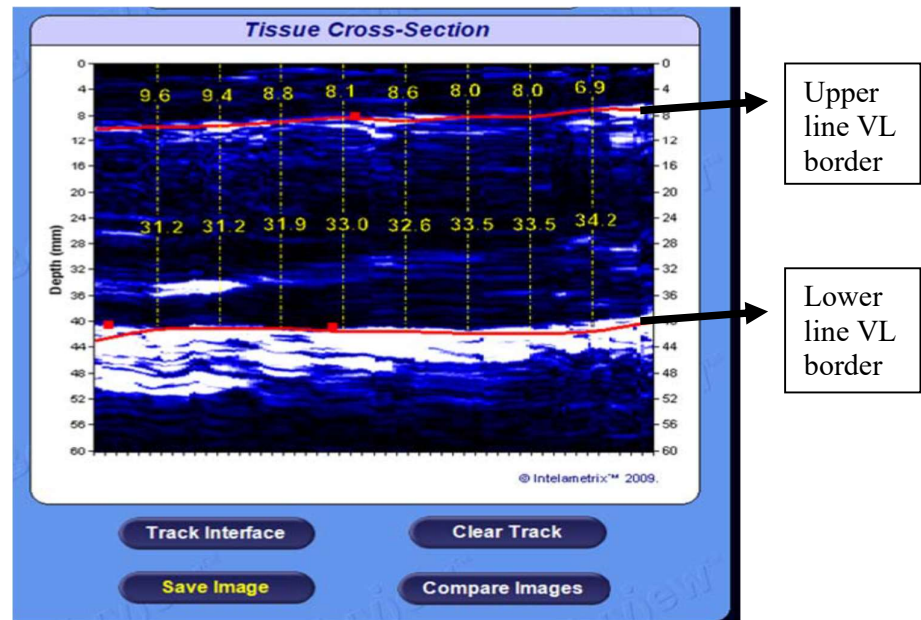 Tissue Cross-Section
0 0
4 9.6 9.4 8.8 8.1 8.6 8.0 8.0 6.9 4
8 8
12 12
16 16
20 20
24 31.2 31.2 31.9 33.0 32.6 33.5 33.5 34.2 24
28 28
32 32
36 36
40 40
44 44
48 48
52 52
56 56
60 60
Depth (mm)
© Intelametrix™ 2009.
Track Interface Clear Track
Save Image Compare Images
Upper
line VL
border
Lower
line VL
border